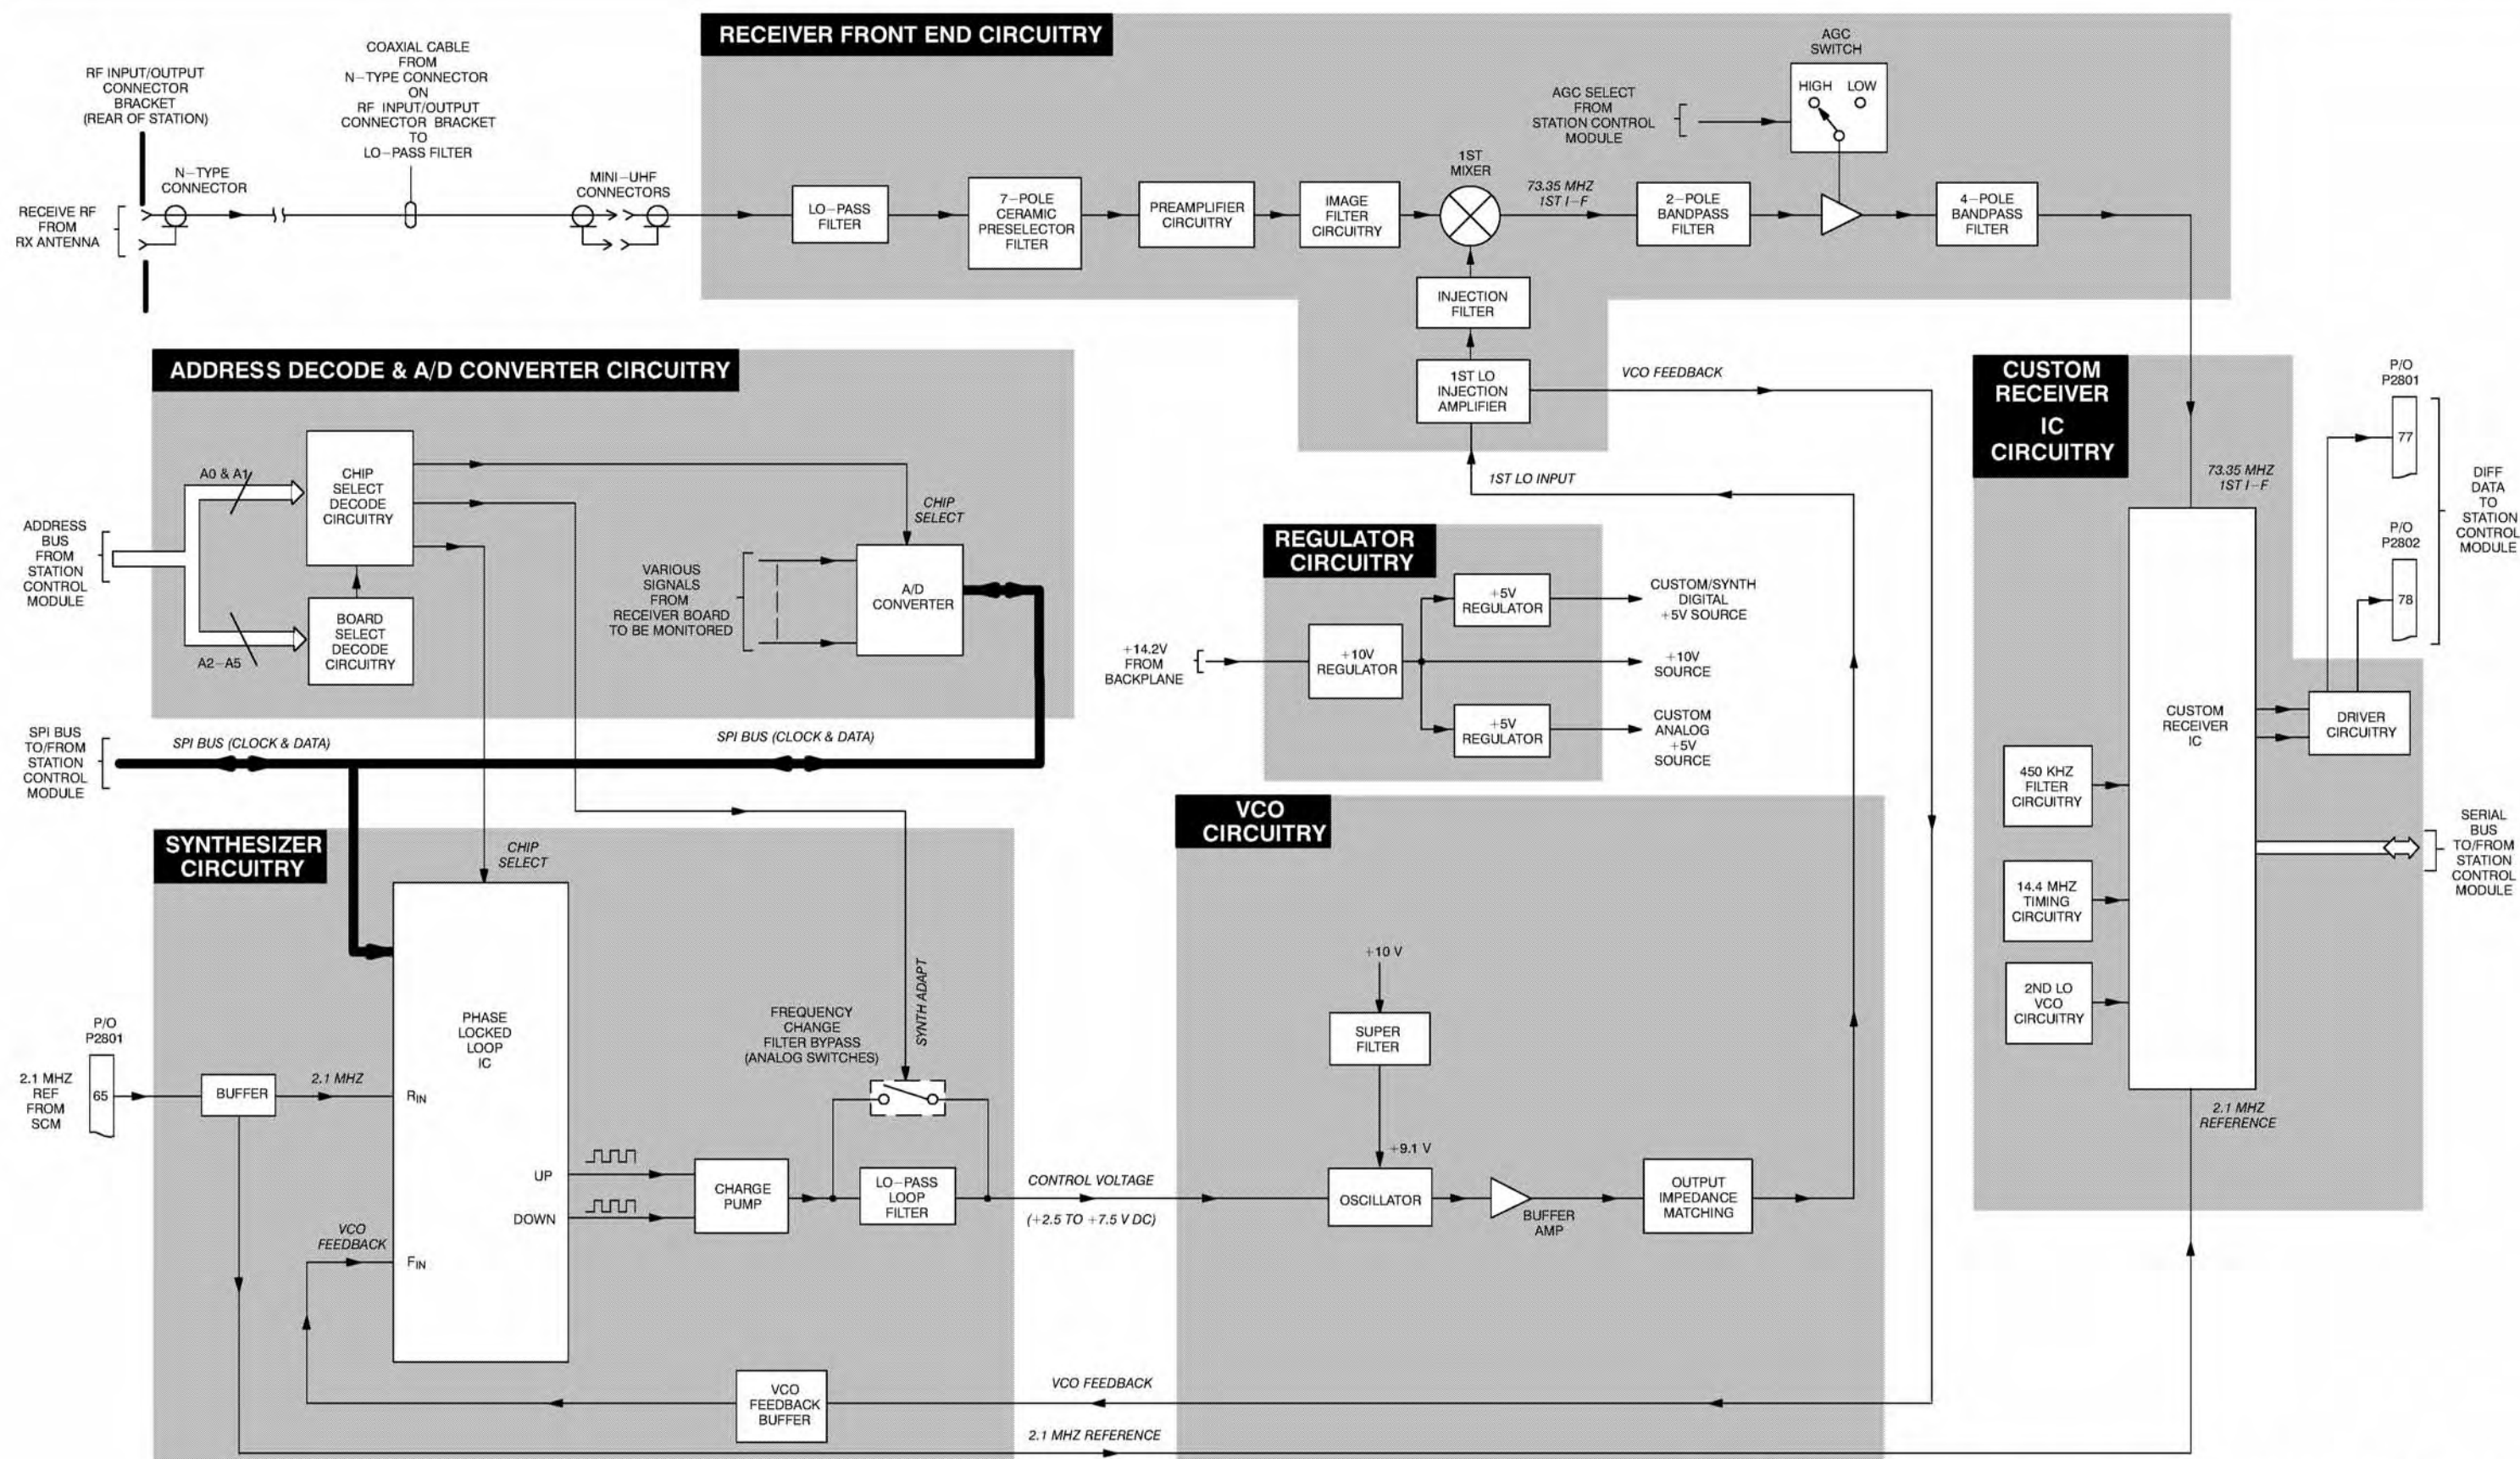 RECEIVER FRONT END CIRCUITRY
RF INPUT/OUTPUT
CONNECTOR
BRACKET
(REAR OF STATION)
COAXIAL CABLE
FROM
N-TYPE CONNECTOR
ON
RF INPUT/OUTPUT
CONNECTOR BRACKET
TO
LO-PASS FILTER
N-TYPE
CONNECTOR
MINI-UHF
CONNECTORS
RECEIVE RF
FROM
RX ANTENNA
LO-PASS
FILTER
7-POLE
CERAMIC
PRESELECTOR
FILTER
PREAMPLIFIER
CIRCUITRY
IMAGE
FILTER
CIRCUITRY
1ST
MIXER
73.35 MHZ
1ST I-F
AGC SELECT
FROM
STATION CONTROL
MODULE
AGC
SWITCH
HIGH LOW
2-POLE
BANDPASS
FILTER
4-POLE
BANDPASS
FILTER
INJECTION
FILTER
1ST LO
INJECTION
AMPLIFIER
VCO FEEDBACK
1ST LO INPUT
ADDRESS DECODE & A/D CONVERTER CIRCUITRY
ADDRESS
BUS
FROM
STATION
CONTROL
MODULE
A0 & A1
A2-A5
CHIP
SELECT
DECODE
CIRCUITRY
BOARD
SELECT
DECODE
CIRCUITRY
CHIP
SELECT
VARIOUS
SIGNALS
FROM
RECEIVER BOARD
TO BE MONITORED
A/D
CONVERTER
SPI BUS
TO/FROM
STATION
CONTROL
MODULE
SPI BUS (CLOCK & DATA)
SPI BUS (CLOCK & DATA)
REGULATOR
CIRCUITRY
+14.2V
FROM
BACKPLANE
+10V
REGULATOR
+5V
REGULATOR
+5V
REGULATOR
CUSTOM/SYNTH
DIGITAL
+5V SOURCE
+10V
SOURCE
CUSTOM
ANALOG
+5V
SOURCE
CUSTOM
RECEIVER
IC
CIRCUITRY
73.35 MHZ
1ST I-F
P/O
P2801
77
P/O
P2802
78
DIFF
DATA
TO
STATION
CONTROL
MODULE
CUSTOM
RECEIVER
IC
DRIVER
CIRCUITRY
450 KHZ
FILTER
CIRCUITRY
14.4 MHZ
TIMING
CIRCUITRY
2ND LO
VCO
CIRCUITRY
SERIAL
BUS
TO/FROM
STATION
CONTROL
MODULE
2.1 MHZ
REFERENCE
SYNTHESIZER
CIRCUITRY
CHIP
SELECT
P/O
P2801
2.1 MHZ
REF
FROM
SCM
65
BUFFER
2.1 MHZ
PHASE
LOCKED
LOOP
IC
RIN
UP
DOWN
FIN
VCO
FEEDBACK
CHARGE
PUMP
FREQUENCY
CHANGE
FILTER BYPASS
(ANALOG SWITCHES)
SYNTH ADAPT
LO-PASS
LOOP
FILTER
CONTROL VOLTAGE
(+2.5 TO +7.5 V DC)
VCO
FEEDBACK
BUFFER
VCO FEEDBACK
2.1 MHZ REFERENCE
VCO
CIRCUITRY
+10 V
SUPER
FILTER
+9.1 V
OSCILLATOR
BUFFER
AMP
OUTPUT
IMPEDANCE
MATCHING